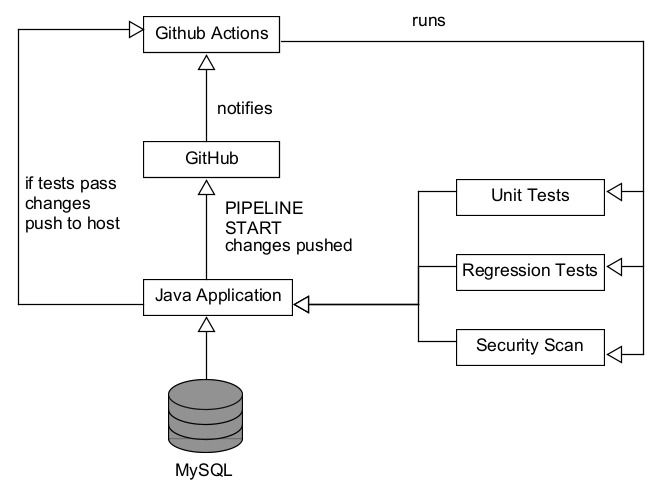 runs
Github Actions
notifies
GitHub
if tests pass
changes
push to host
PIPELINE
START
changes pushed
Unit Tests
Regression Tests
Java Application
Security Scan
MySQL